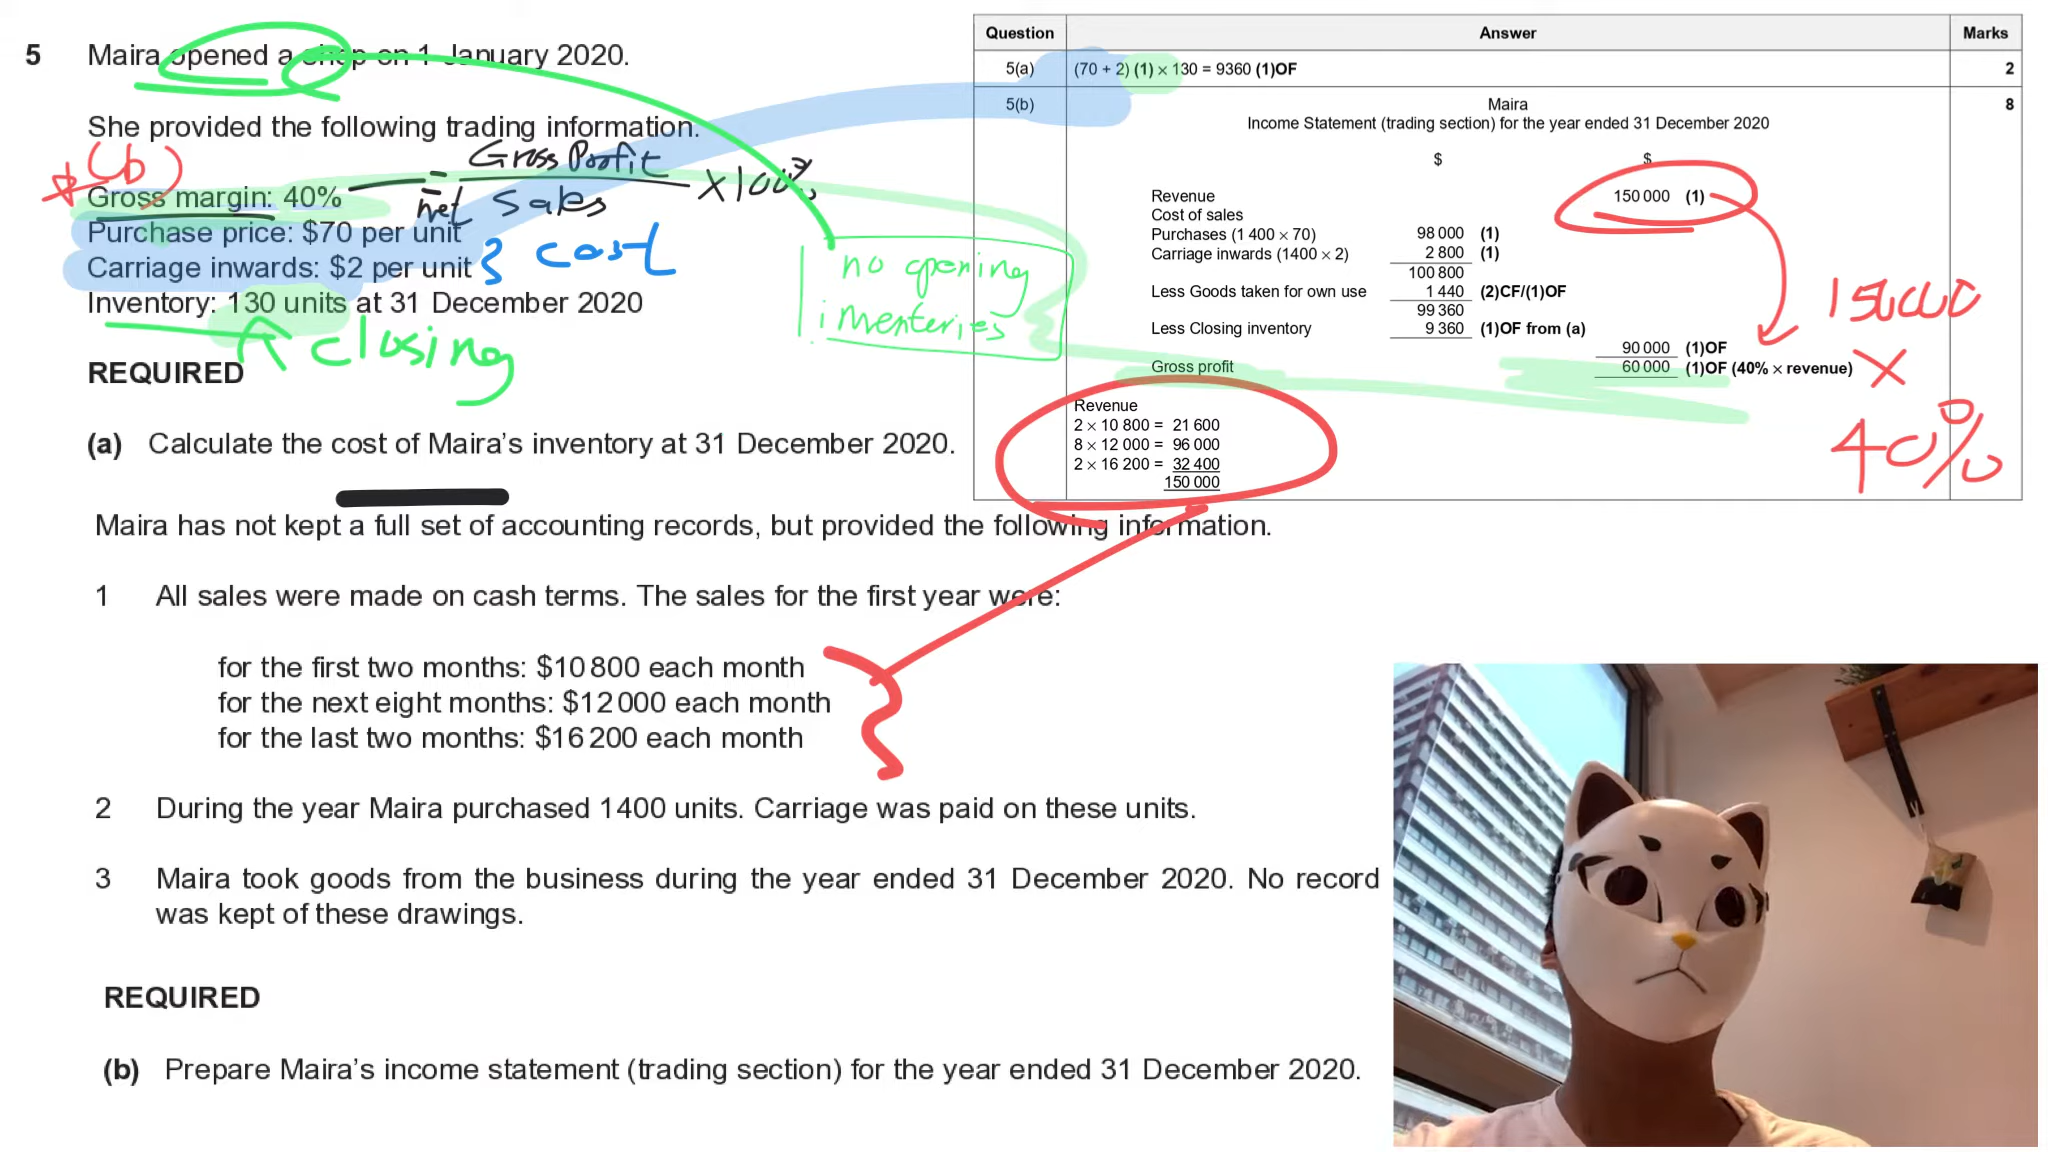 5 Maira opened a shop on 1 January 2020.
She provided the following trading information.
(b)
Gross margin: 40% = Gross Profit / net Sales × 100%
Purchase price: $70 per unit
Carriage inwards: $2 per unit } cost
Inventory: 130 units at 31 December 2020
closing
no opening
inventeries
REQUIRED
(a) Calculate the cost of Maira's inventory at 31 December 2020.
Maira has not kept a full set of accounting records, but provided the following information.
1 All sales were made on cash terms. The sales for the first year were:
for the first two months: $10 800 each month
for the next eight months: $12 000 each month
for the last two months: $16 200 each month
2 During the year Maira purchased 1400 units. Carriage was paid on these units.
3 Maira took goods from the business during the year ended 31 December 2020. No record
was kept of these drawings.
REQUIRED
(b) Prepare Maira's income statement (trading section) for the year ended 31 December 2020.
Question Answer Marks
5(a) (70 + 2) (1) × 130 = 9360 (1)OF 2
5(b) Maira 8
Income Statement (trading section) for the year ended 31 December 2020
$ $
Revenue 150 000 (1)
Cost of sales
Purchases (1 400 × 70) 98 000 (1)
Carriage inwards (1400 × 2) 2 800 (1)
100 800
Less Goods taken for own use 1 440 (2)CF/(1)OF
99 360
Less Closing inventory 9 360 (1)OF from (a)
90 000 (1)OF
Gross profit 60 000 (1)OF (40% × revenue)
Revenue
2 × 10 800 = 21 600
8 × 12 000 = 96 000
2 × 16 200 = 32 400
150 000
150000
×
40%